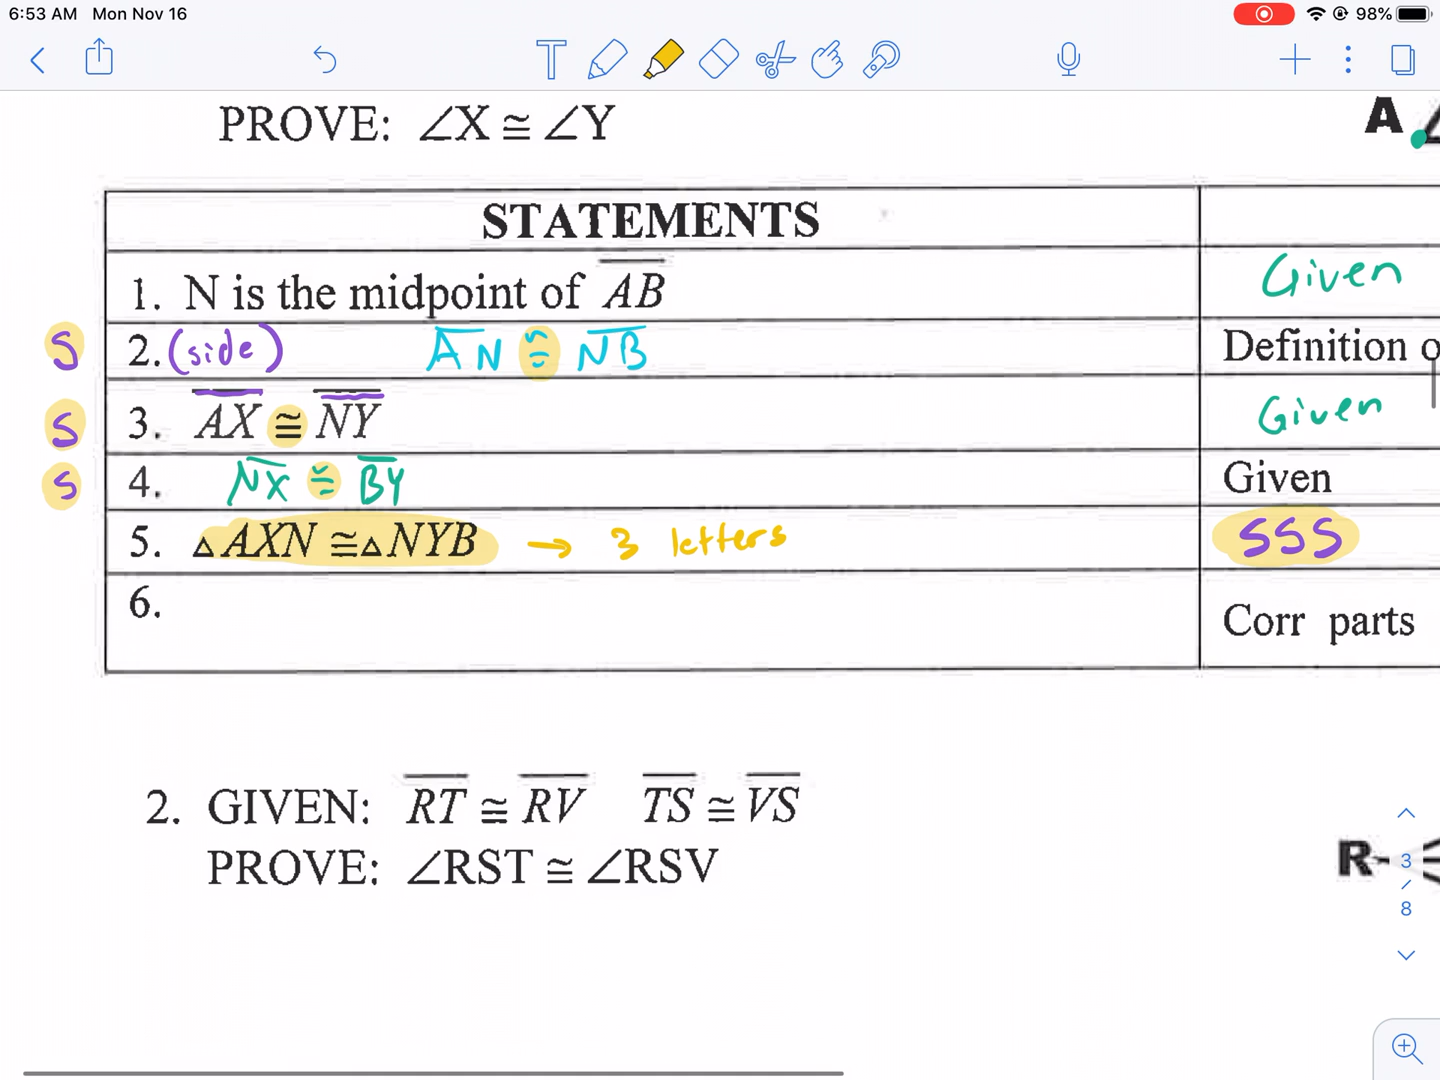 6:53 AM Mon Nov 16
98%
PROVE: ∠X ≅ ∠Y
A
STATEMENTS
1. N is the midpoint of AB
Given
S 2. (side) AN ≅ NB
Definition o
S 3. AX ≅ NY
Given
S 4. NX ≅ BY
Given
5. △AXN ≅ △NYB → 3 letters
SSS
6.
Corr parts
2. GIVEN: RT ≅ RV TS ≅ VS
PROVE: ∠RST ≅ ∠RSV
R
3
/
8